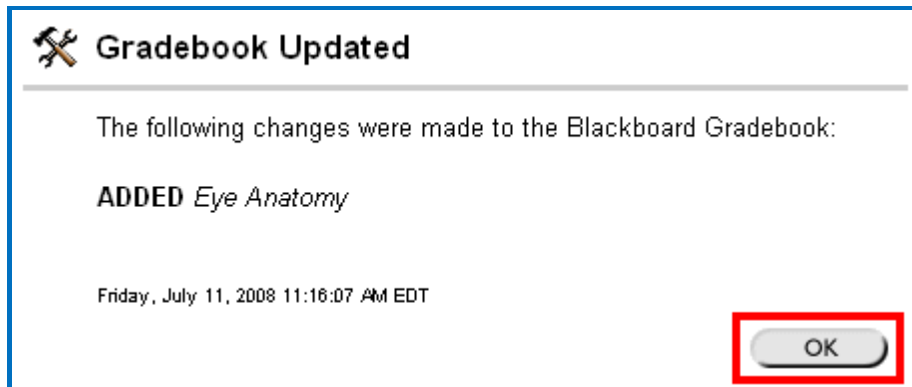 Gradebook Updated
The following changes were made to the Blackboard Gradebook:
ADDED Eye Anatomy
Friday, July 11, 2008 11:16:07 AM EDT
OK